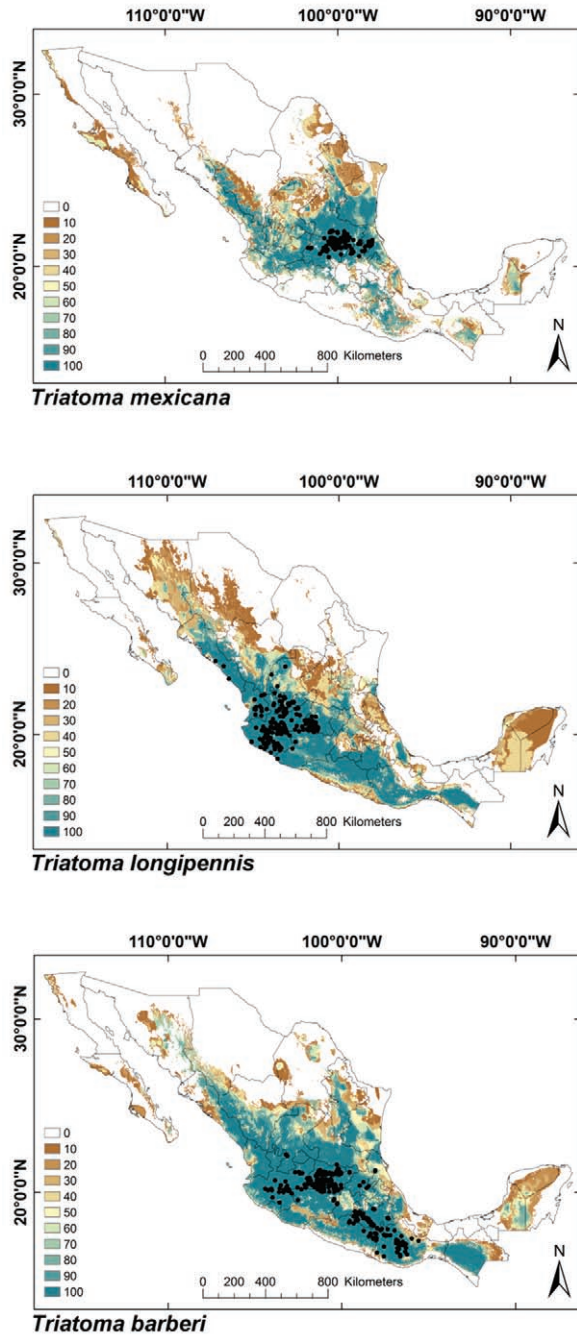 110°0'0"W 100°0'0"W 90°0'0"W
30°0'0"N
20°0'0"N
0
10
20
30
40
50
60
70
80
90
100
N
0 200 400 800 Kilometers
Triatoma mexicana
110°0'0"W 100°0'0"W 90°0'0"W
30°0'0"N
20°0'0"N
0
10
20
30
40
50
60
70
80
90
100
N
0 200 400 800 Kilometers
Triatoma longipennis
110°0'0"W 100°0'0"W 90°0'0"W
30°0'0"N
20°0'0"N
0
10
20
30
40
50
60
70
80
90
100
N
0 200 400 800 Kilometers
Triatoma barberi